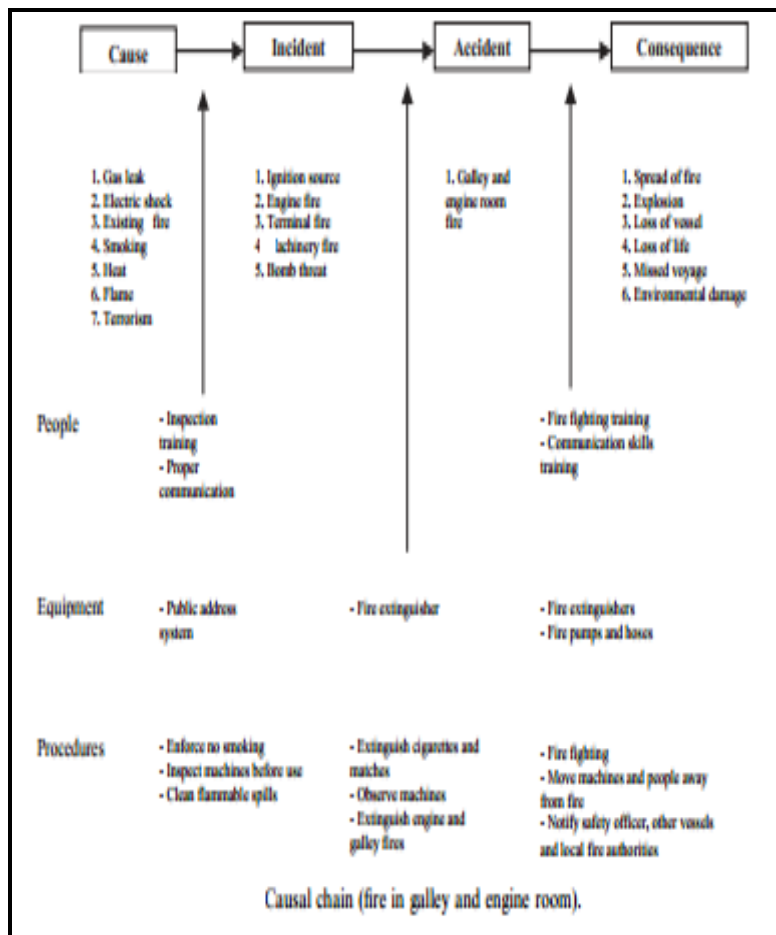 Cause Incident Accident Consequence
1. Gas leak
2. Electric shock
3. Existing fire
4. Smoking
5. Heat
6. Flame
7. Terrorism
1. Ignition source
2. Engine fire
3. Terminal fire
4 lachinery fire
5. Bomb threat
1. Galley and
engine room
fire
1. Spread of fire
2. Explosion
3. Loss of vessel
4. Loss of life
5. Missed voyage
6. Environmental damage
People
- Inspection
training
- Proper
communication
- Fire fighting training
- Communication skills
training
Equipment
- Public address
system
- Fire extinguisher
- Fire extinguishers
- Fire pumps and hoses
Procedures
- Enforce no smoking
- Inspect machines before use
- Clean flammable spills
- Extinguish cigarettes and
matches
- Observe machines
- Extinguish engine and
galley fires
- Fire fighting
- Move machines and people away
from fire
- Notify safety officer, other vessels
and local fire authorities
Causal chain (fire in galley and engine room).